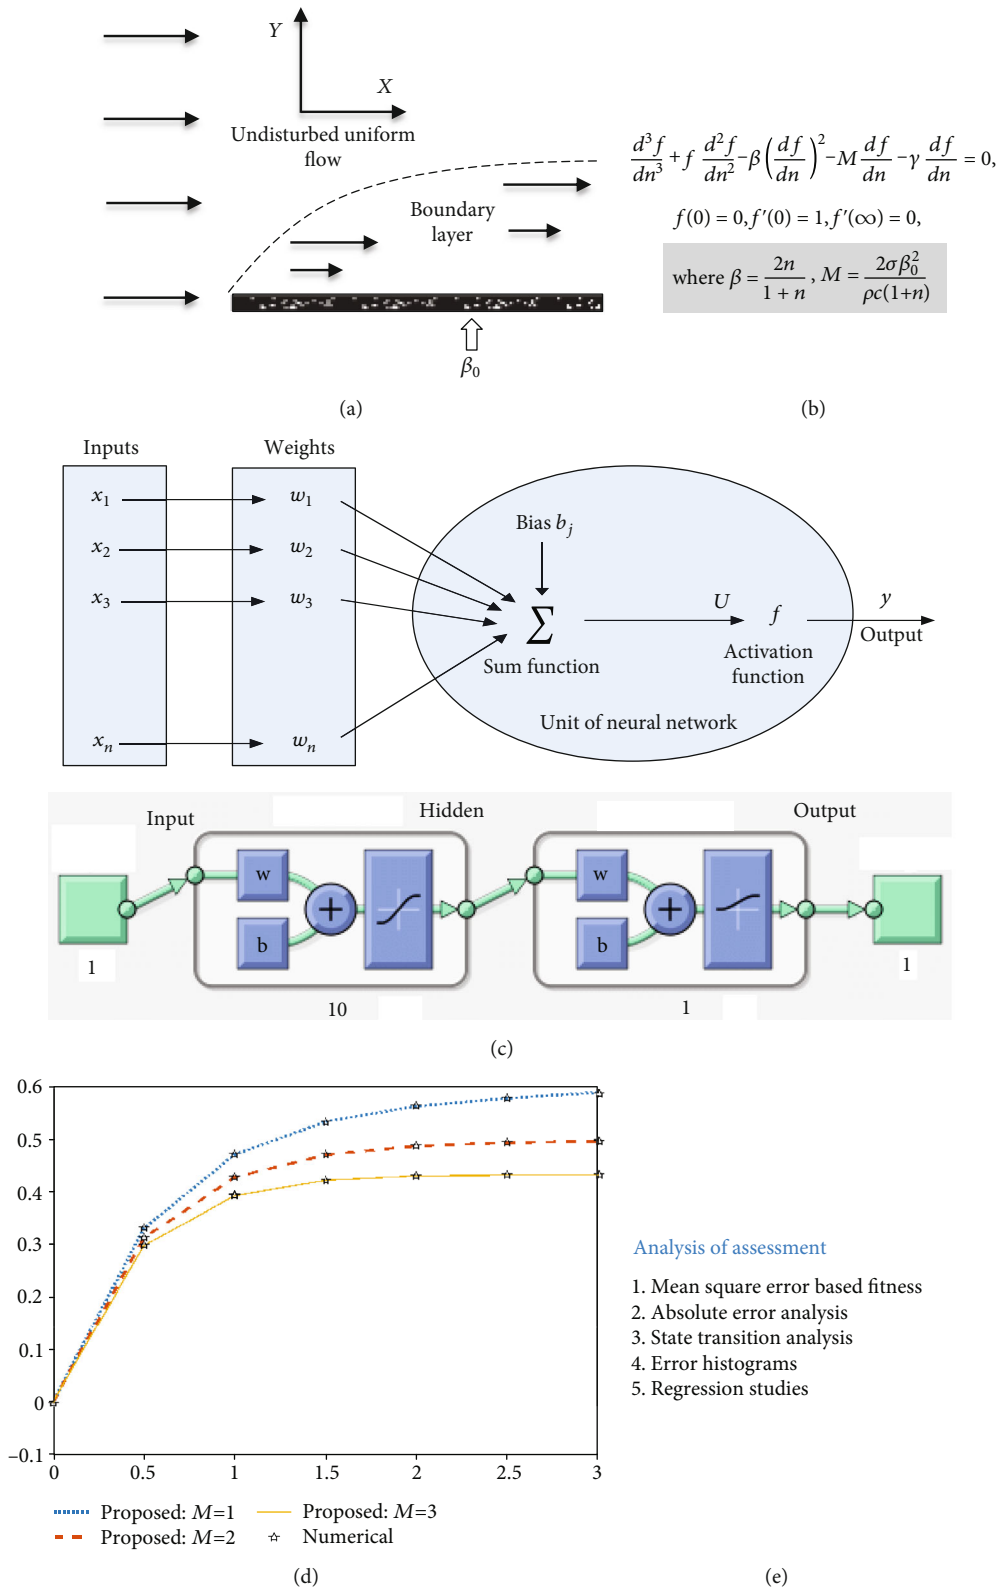 Y
X
Undisturbed uniform
flow
Boundary
layer
β₀
(a)
d³f/dn³ + f d²f/dn² − β(df/dn)² − M df/dn − γ df/dn = 0,
f(0) = 0, f′(0) = 1, f′(∞) = 0,
where β = 2n/1 + n, M = 2σβ₀²/ρc(1+n)
(b)
Inputs
Weights
x₁
w₁
x₂
w₂
x₃
w₃
xₙ
wₙ
Bias bⱼ
∑
Sum function
U
f
Activation
function
y
Output
Unit of neural network
Input
Hidden
Output
w
b
+
w
b
+
1
10
1
1
(c)
0.6
0.5
0.4
0.3
0.2
0.1
0
−0.1
0 0.5 1 1.5 2 2.5 3
Proposed: M=1
Proposed: M=2
Proposed: M=3
Numerical
(d)
Analysis of assessment
1. Mean square error based fitness
2. Absolute error analysis
3. State transition analysis
4. Error histograms
5. Regression studies
(e)